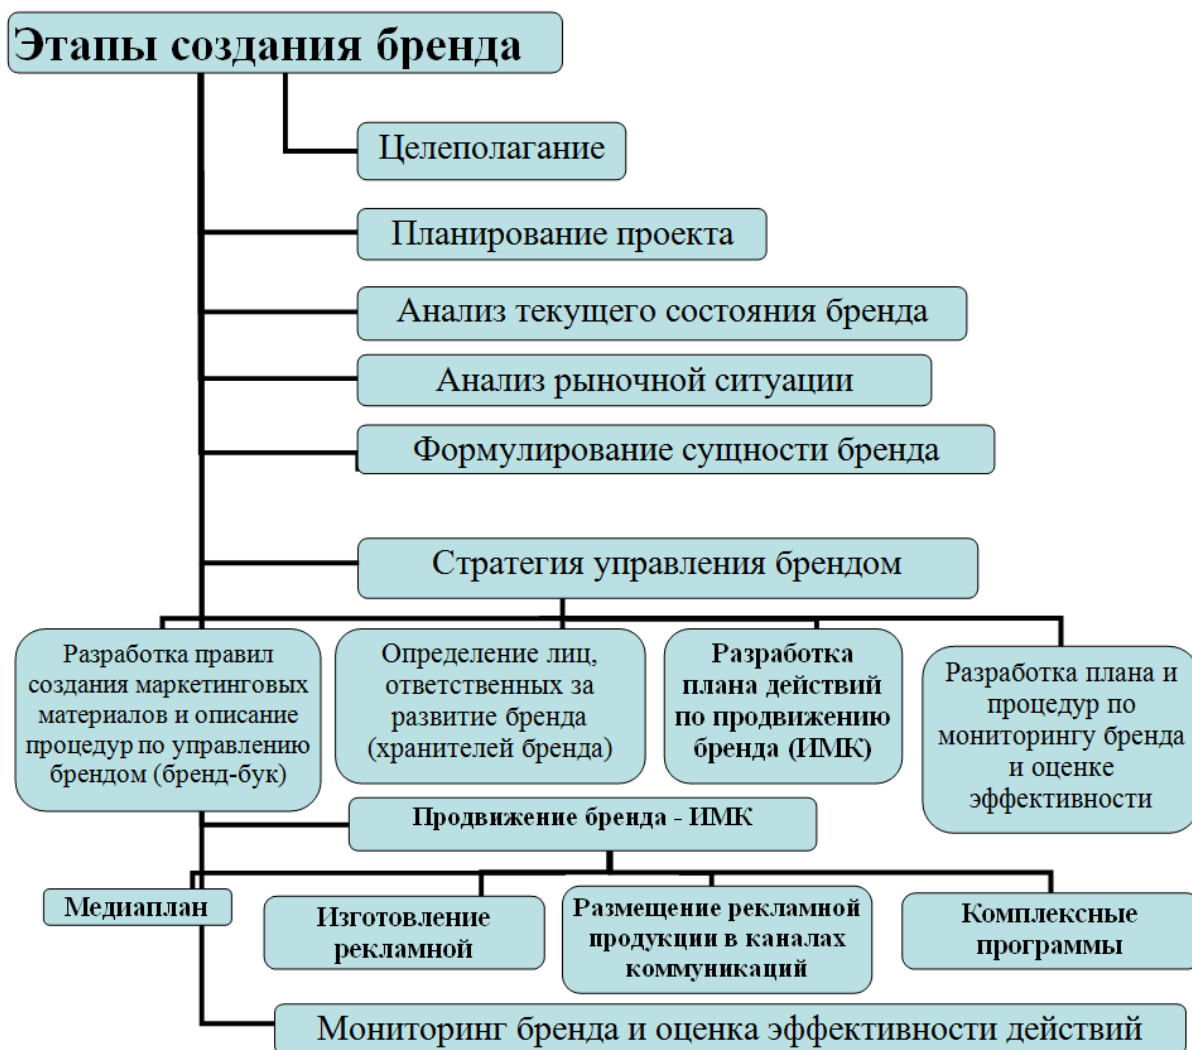 Этапы создания бренда
Целеполагание
Планирование проекта
Анализ текущего состояния бренда
Анализ рыночной ситуации
Формулирование сущности бренда
Стратегия управления брендом
Разработка правил
создания маркетинговых
материалов и описание
процедур по управлению
брендом (бренд-бук)
Определение лиц,
ответственных за
развитие бренда
(хранителей бренда)
Разработка
плана действий
по продвижению
бренда (ИМК)
Разработка плана и
процедур по
мониторингу бренда
и оценке
эффективности
Продвижение бренда - ИМК
Медиаплан
Изготовление
рекламной
Размещение рекламной
продукции в каналах
коммуникаций
Комплексные
программы
Мониторинг бренда и оценка эффективности действий